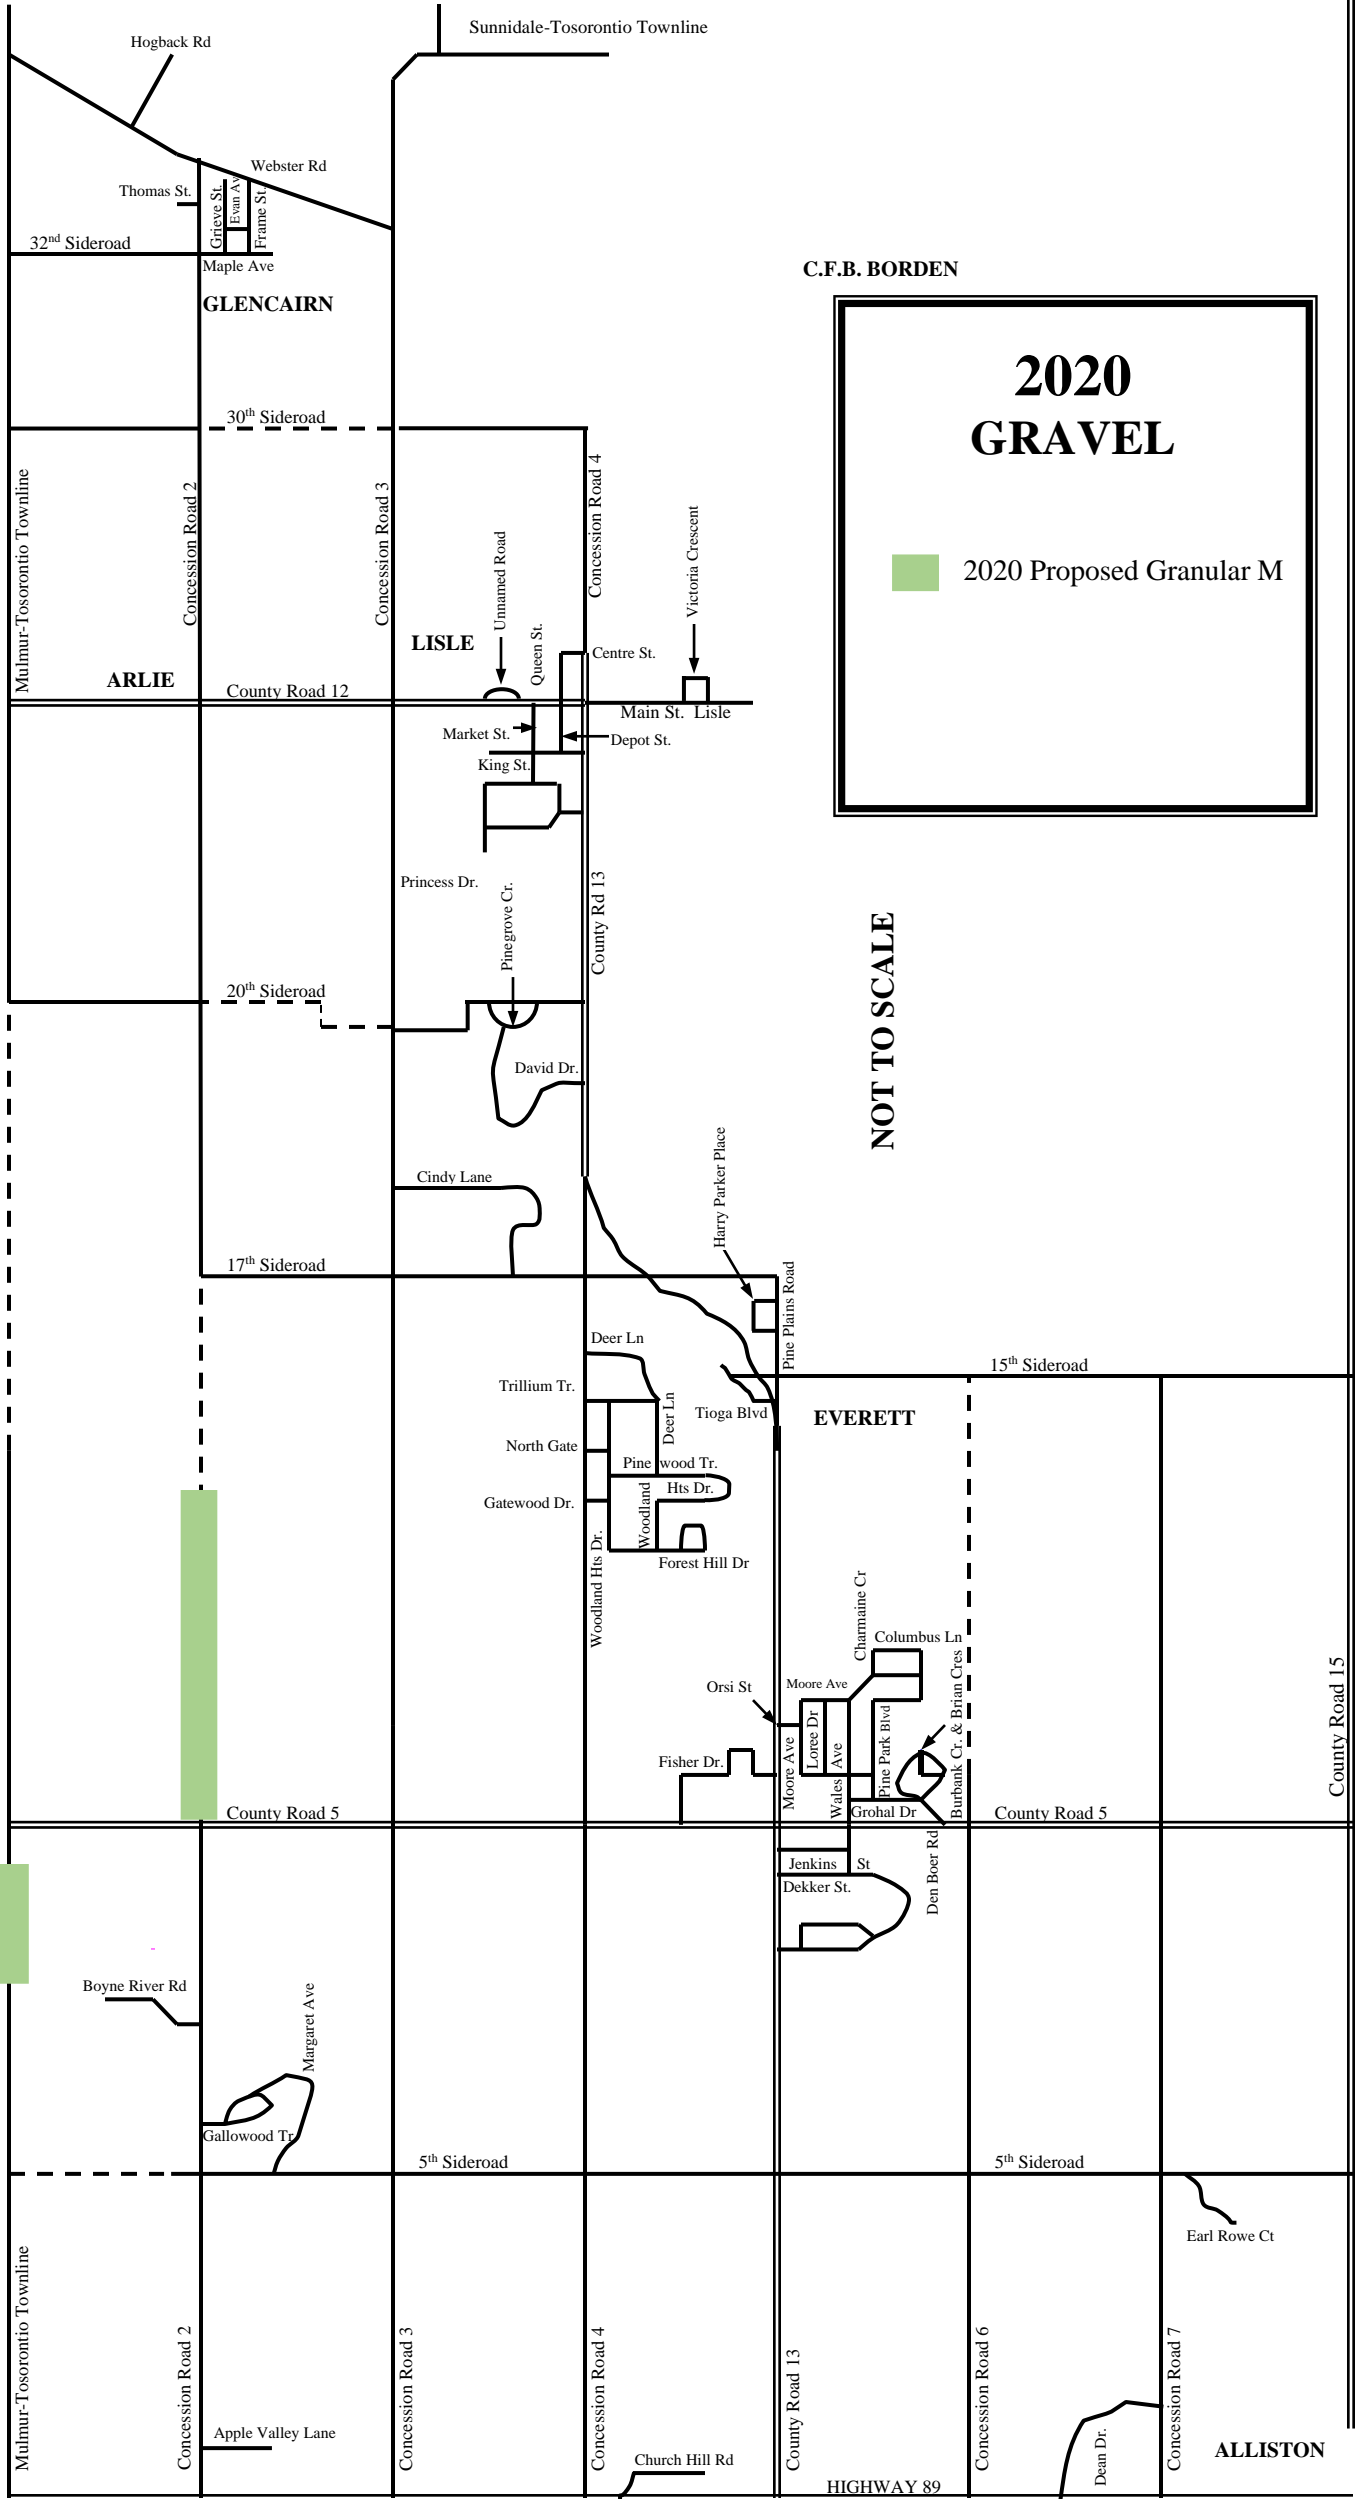 Sunnidale-Tosorontio Townline
Hogback Rd
Webster Rd
Thomas St.
Grieve St.
Evan Av
Frame St.
32nd Sideroad
Maple Ave
GLENCAIRN
C.F.B. BORDEN
2020
GRAVEL
2020 Proposed Granular M
30th Sideroad
Mulmur-Tosorontio Townline
Concession Road 2
Concession Road 3
Concession Road 4
Unnamed Road
Victoria Crescent
LISLE
Queen St.
Centre St.
ARLIE
County Road 12
Main St. Lisle
Market St.
Depot St.
King St.
Princess Dr.
Pinegrove Cr.
County Rd 13
NOT TO SCALE
20th Sideroad
David Dr.
Cindy Lane
Harry Parker Place
17th Sideroad
Pine Plains Road
Deer Ln
15th Sideroad
Trillium Tr.
Deer Ln
Tioga Blvd
EVERETT
North Gate
Pine wood Tr.
Hts Dr.
Gatewood Dr.
Woodland
Woodland Hts Dr.
Forest Hill Dr
Charmaine Cr
Columbus Ln
Orsi St
Moore Ave
Burbank Cr. & Brian Cres
County Road 15
Fisher Dr.
Moore Ave
Loree Dr
Wales Ave
Pine Park Blvd
Grohal Dr
County Road 5
County Road 5
Den Boer Rd
Jenkins St
Dekker St.
Boyne River Rd
Margaret Ave
Gallowood Tr
5th Sideroad
5th Sideroad
Earl Rowe Ct
Mulmur-Tosorontio Townline
Concession Road 2
Concession Road 3
Concession Road 4
County Road 13
Concession Road 6
Concession Road 7
Apple Valley Lane
Church Hill Rd
Dean Dr.
ALLISTON
HIGHWAY 89